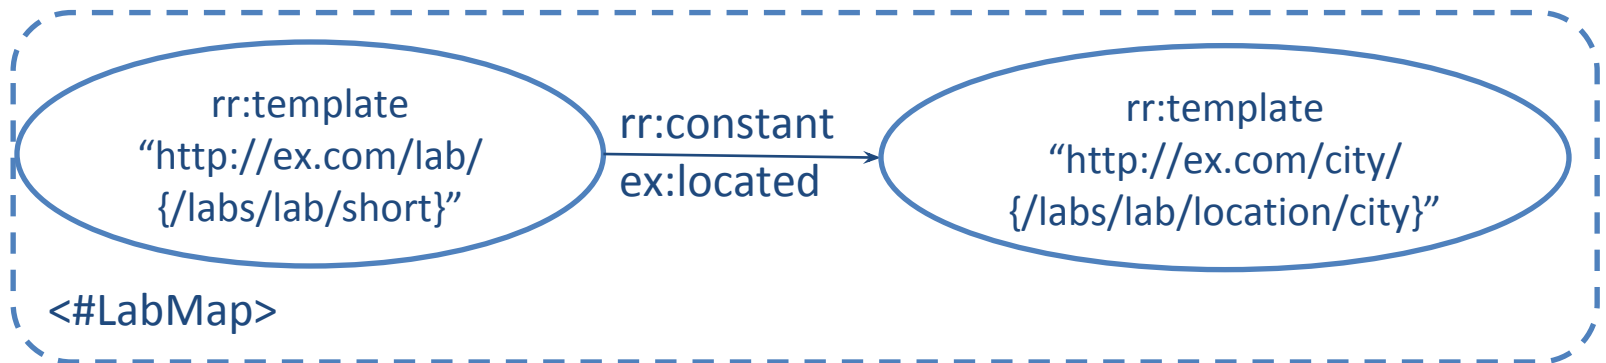 rr:template
“http://ex.com/lab/
{/labs/lab/short}”
rr:constant
ex:located
rr:template
“http://ex.com/city/
{/labs/lab/location/city}”
<#LabMap>